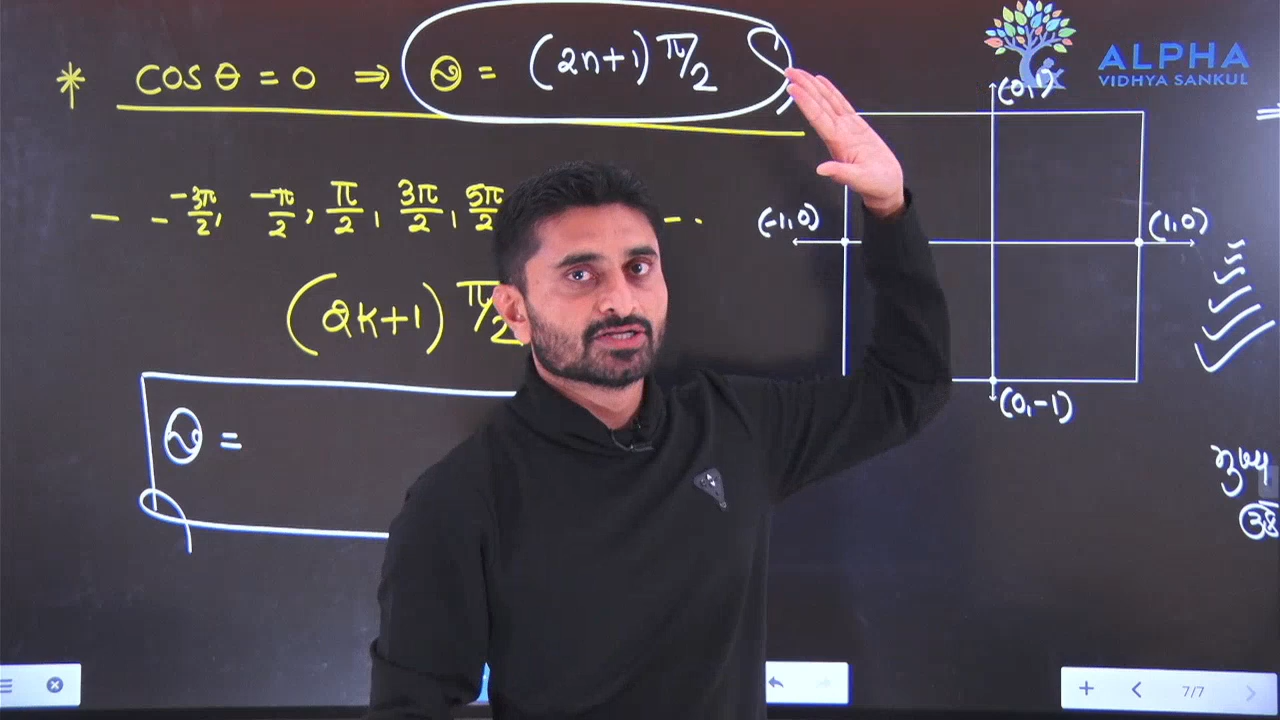 * cos θ = 0 ⇒ θ = (2n+1) π/2
ALPHA
VIDHYA SANKUL
(0,1)
- - -3π/2, -π/2, π/2, 3π/2, 5π/2 - ..
(-1,0)
(1,0)
(2k+1) π/2
(0,-1)
θ =
7/7